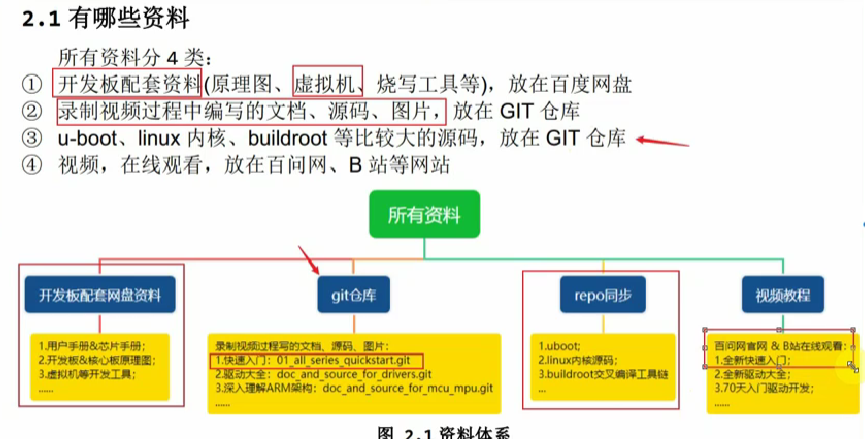 2.1 有哪些资料
所有资料分 4 类：
① 开发板配套资料(原理图、虚拟机、烧写工具等)，放在百度网盘
② 录制视频过程中编写的文档、源码、图片，放在 GIT 仓库
③ u-boot、linux 内核、buildroot 等比较大的源码，放在 GIT 仓库
④ 视频，在线观看，放在百问网、B 站等网站
所有资料
开发板配套网盘资料
1.用户手册&芯片手册；
2.开发板&核心板原理图；
3.虚拟机等开发工具；
......
git仓库
录制视频过程写的文档、源码、图片：
1.快速入门：01_all_series_quickstart.git
2.驱动大全：doc_and_source_for_drivers.git
3.深入理解ARM架构：doc_and_source_for_mcu_mpu.git
......
repo同步
1.uboot;
2.linux内核源码;
3.buildroot交叉编译工具链
...
视频教程
百问网官网 & B站在线观看：
1.全新快速入门；
2.全新驱动大全；
3.70天入门驱动开发；
......
图 2.1 资料体系